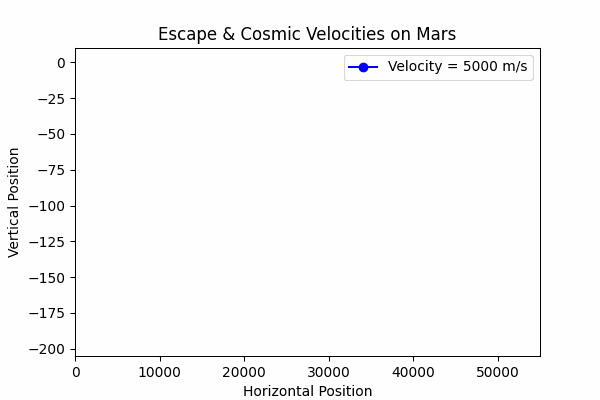 Escape & Cosmic Velocities on Mars
Velocity = 5000 m/s
Vertical Position
0
−25
−50
−75
−100
−125
−150
−175
−200
0 10000 20000 30000 40000 50000
Horizontal Position